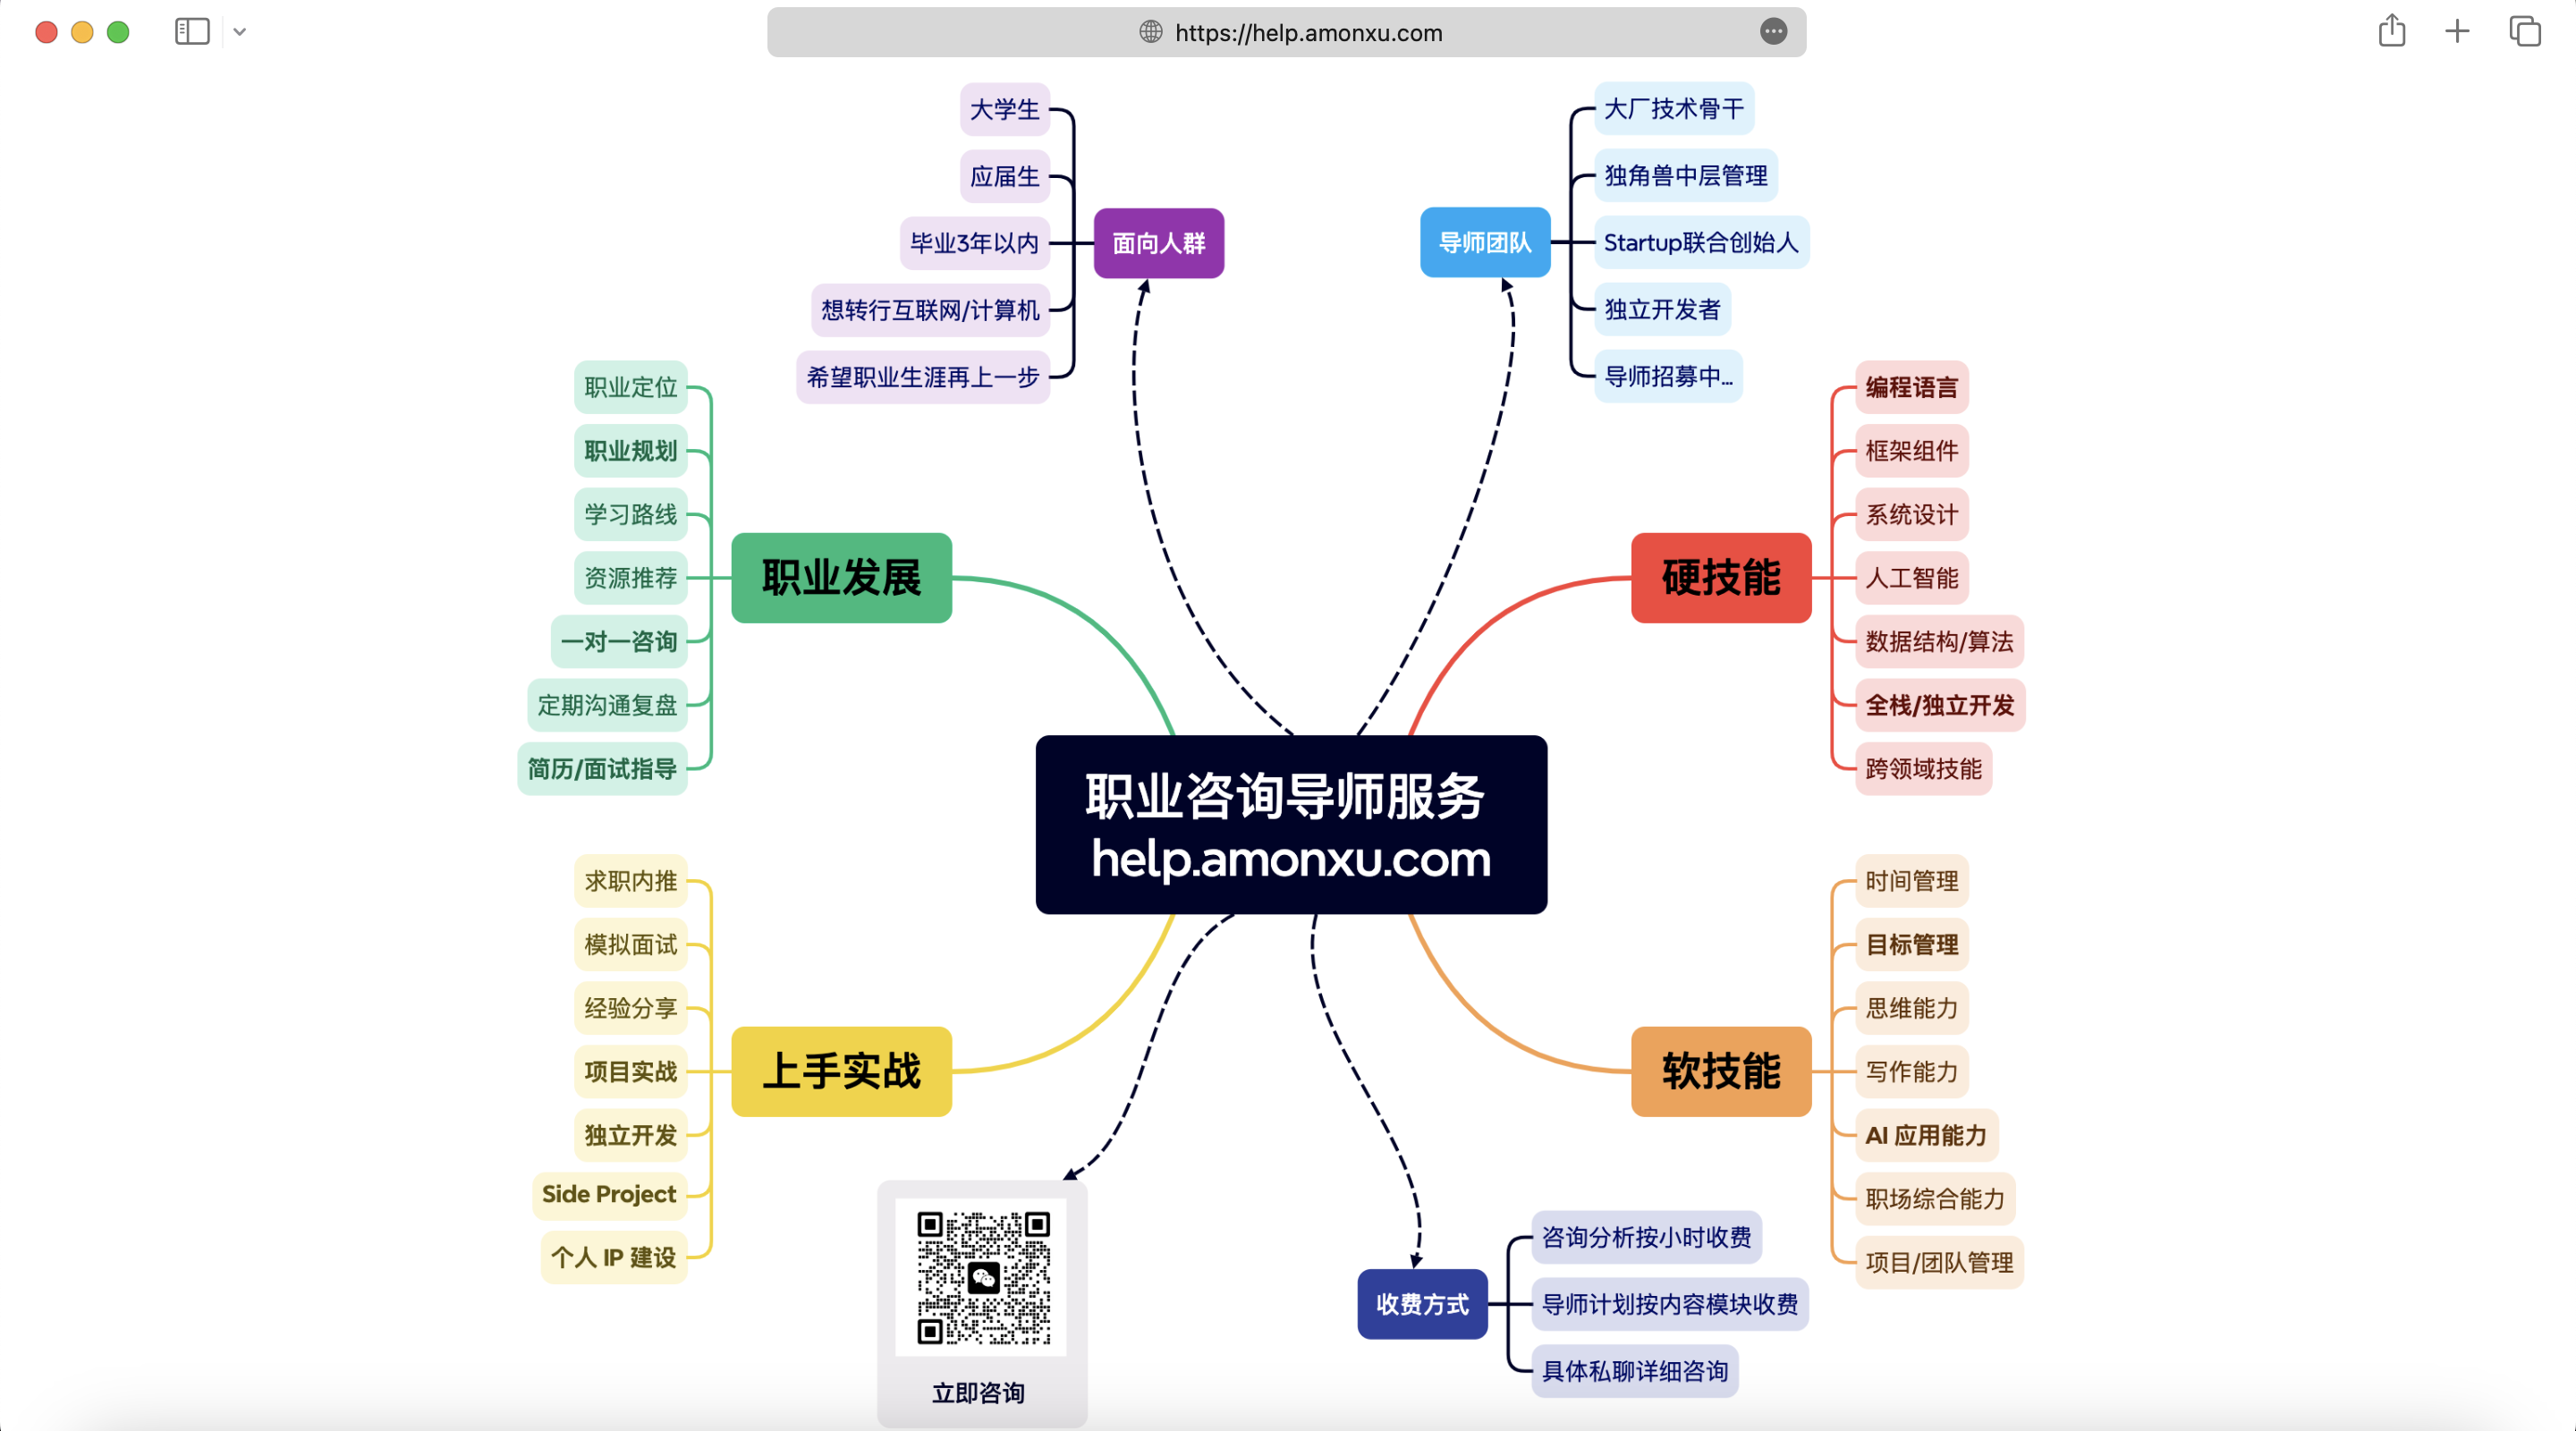 https://help.amonxu.com
大学生
应届生
毕业3年以内
想转行互联网/计算机
希望职业生涯再上一步
面向人群
导师团队
大厂技术骨干
独角兽中层管理
Startup联合创始人
独立开发者
导师招募中...
职业定位
职业规划
学习路线
资源推荐
一对一咨询
定期沟通复盘
简历/面试指导
职业发展
硬技能
编程语言
框架组件
系统设计
人工智能
数据结构/算法
全栈/独立开发
跨领域技能
职业咨询导师服务
help.amonxu.com
求职内推
模拟面试
经验分享
项目实战
独立开发
Side Project
个人 IP 建设
上手实战
软技能
时间管理
目标管理
思维能力
写作能力
AI 应用能力
职场综合能力
项目/团队管理
立即咨询
收费方式
咨询分析按小时收费
导师计划按内容模块收费
具体私聊详细咨询